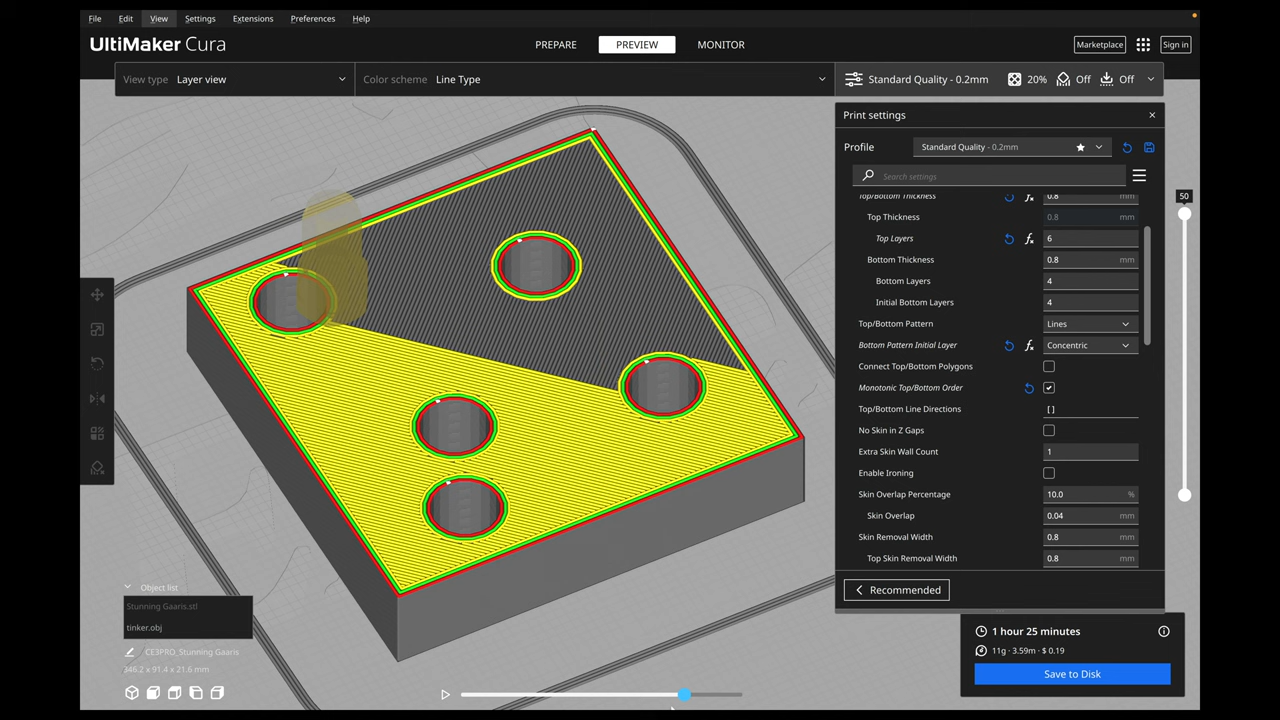 File Edit View Settings Extensions Preferences Help
UltiMaker Cura
PREPARE PREVIEW MONITOR
Marketplace Sign in
View type Layer view
Color scheme Line Type
Standard Quality - 0.2mm 20% Off Off
Print settings
Profile Standard Quality - 0.2mm
Search settings
50
Top/Bottom Thickness 0.8 mm
Top Thickness 0.8 mm
Top Layers 6
Bottom Thickness 0.8 mm
Bottom Layers 4
Initial Bottom Layers 4
Top/Bottom Pattern Lines
Bottom Pattern Initial Layer Concentric
Connect Top/Bottom Polygons
Monotonic Top/Bottom Order
Top/Bottom Line Directions [ ]
No Skin in Z Gaps
Extra Skin Wall Count 1
Enable Ironing
Skin Overlap Percentage 10.0 %
Skin Overlap 0.04 mm
Skin Removal Width 0.8 mm
Top Skin Removal Width 0.8 mm
Recommended
Object list
Stunning Gaaris.stl
tinker.obj
CE3PRO_Stunning Gaaris
346.2 x 91.4 x 21.6 mm
1 hour 25 minutes
11g · 3.59m · $ 0.19
Save to Disk